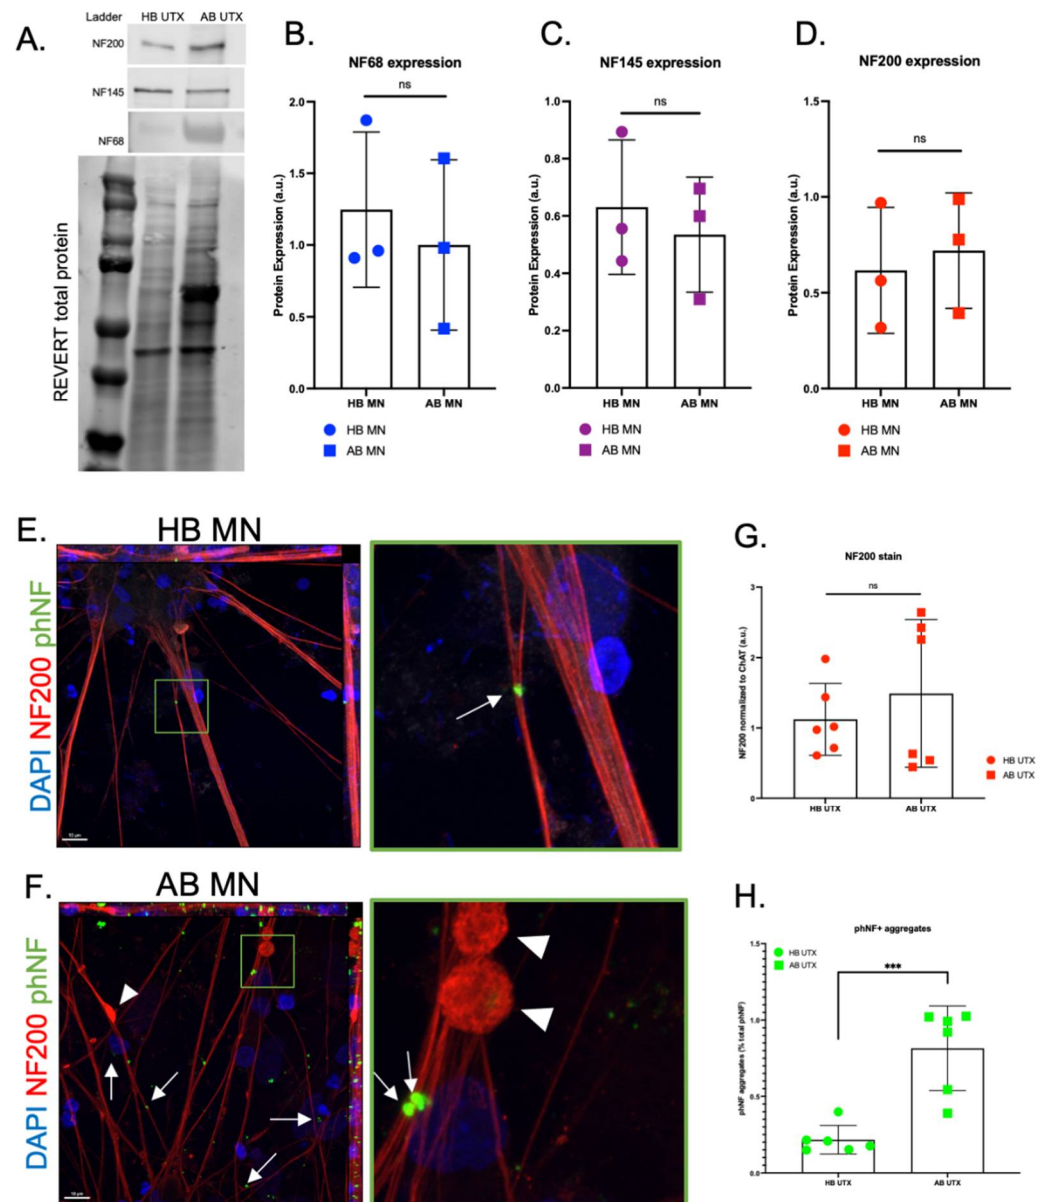 A.
Ladder HB UTX AB UTX
NF200
NF145
NF68
REVERT total protein
B.
NF68 expression
ns
Protein Expression (a.u.)
2.0
1.5
1.0
0.5
0.0
HB MN AB MN
HB MN
AB MN
C.
NF145 expression
ns
Protein Expression (a.u.)
1.0
0.8
0.6
0.4
0.2
0.0
HB MN AB MN
HB MN
AB MN
D.
NF200 expression
ns
Protein Expression (a.u.)
1.5
1.0
0.5
0.0
HB MN AB MN
HB MN
AB MN
E.
HB MN
DAPI NF200 phNF
F.
AB MN
DAPI NF200 phNF
G.
NF200 stain
ns
NF200 normalized to ChAT (a.u.)
3
2
1
0
HB UTX AB UTX
HB UTX
AB UTX
H.
phNF+ aggregates
HB UTX
AB UTX
***
phNF aggregates (% total phNF)
1.5
1.0
0.5
0.0
HB UTX AB UTX